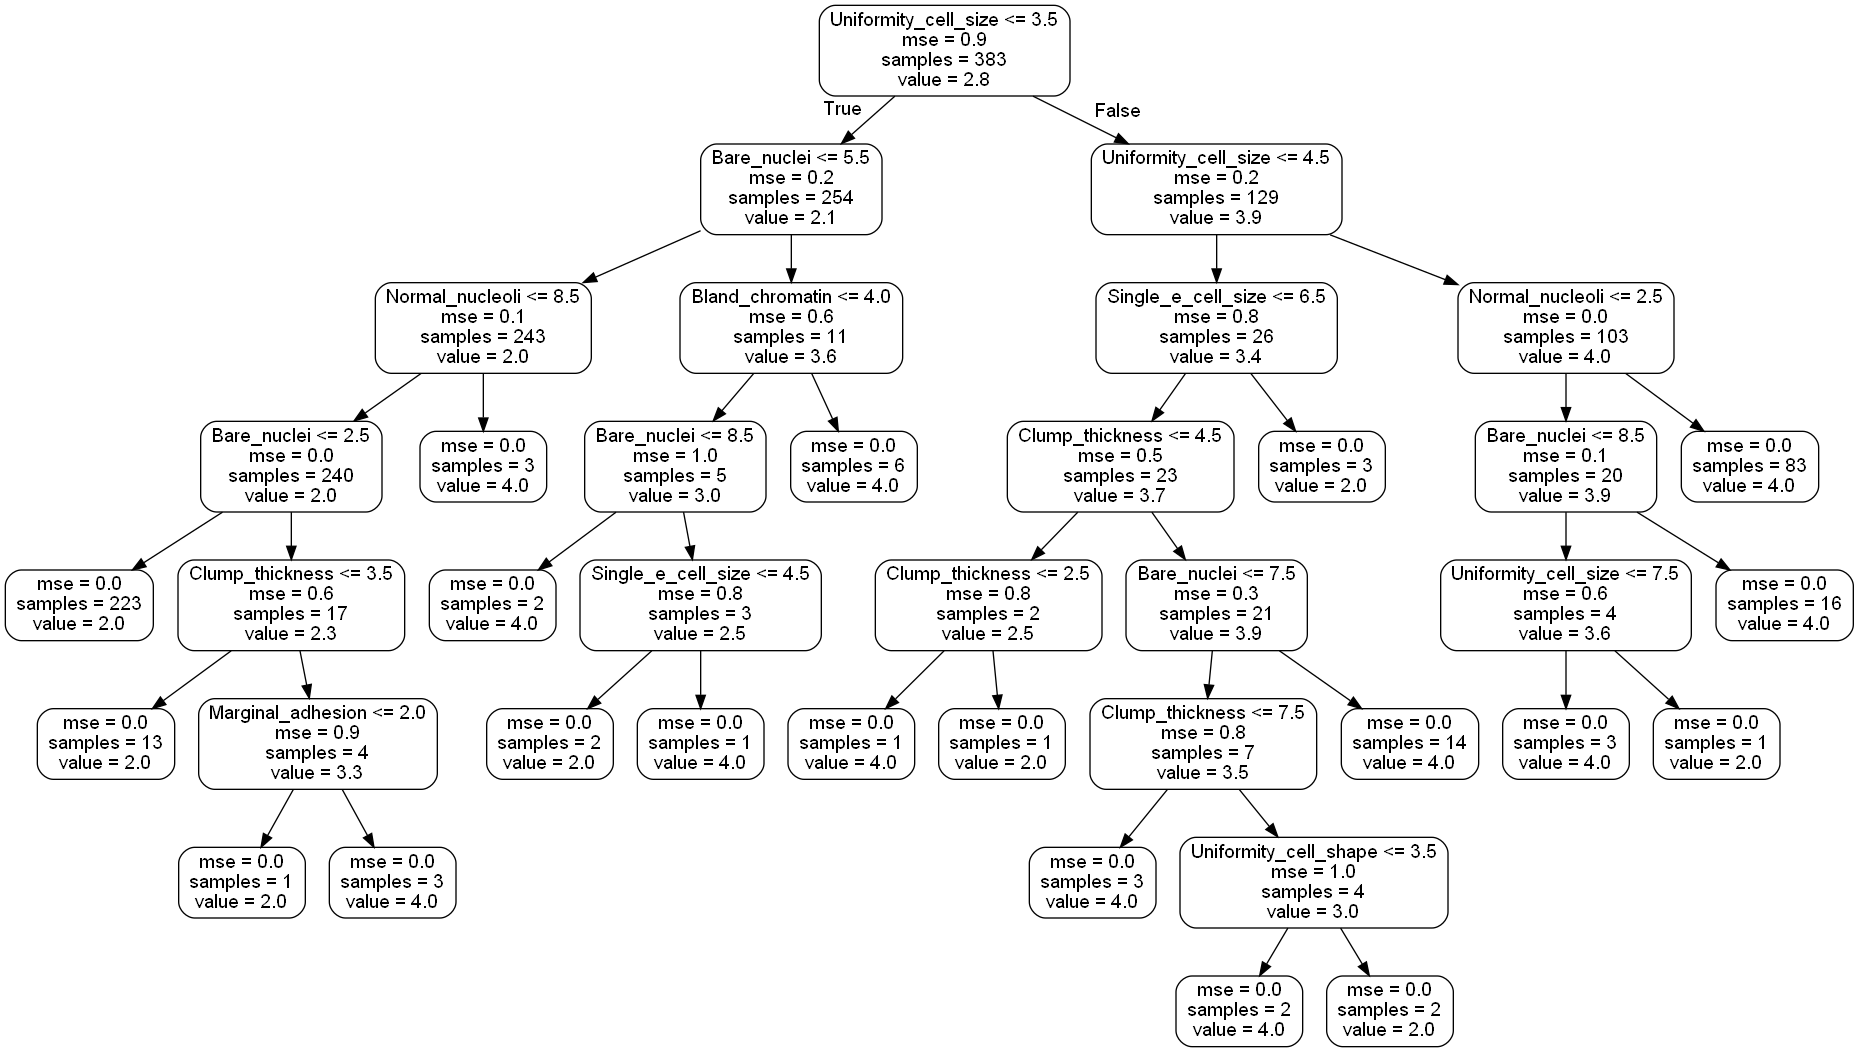 Uniformity_cell_size <= 3.5
mse = 0.9
samples = 383
value = 2.8
True
False
Bare_nuclei <= 5.5
mse = 0.2
samples = 254
value = 2.1
Uniformity_cell_size <= 4.5
mse = 0.2
samples = 129
value = 3.9
Normal_nucleoli <= 8.5
mse = 0.1
samples = 243
value = 2.0
Bland_chromatin <= 4.0
mse = 0.6
samples = 11
value = 3.6
Single_e_cell_size <= 6.5
mse = 0.8
samples = 26
value = 3.4
Normal_nucleoli <= 2.5
mse = 0.0
samples = 103
value = 4.0
Bare_nuclei <= 2.5
mse = 0.0
samples = 240
value = 2.0
mse = 0.0
samples = 3
value = 4.0
Bare_nuclei <= 8.5
mse = 1.0
samples = 5
value = 3.0
mse = 0.0
samples = 6
value = 4.0
Clump_thickness <= 4.5
mse = 0.5
samples = 23
value = 3.7
mse = 0.0
samples = 3
value = 2.0
Bare_nuclei <= 8.5
mse = 0.1
samples = 20
value = 3.9
mse = 0.0
samples = 83
value = 4.0
mse = 0.0
samples = 223
value = 2.0
Clump_thickness <= 3.5
mse = 0.6
samples = 17
value = 2.3
mse = 0.0
samples = 2
value = 4.0
Single_e_cell_size <= 4.5
mse = 0.8
samples = 3
value = 2.5
Clump_thickness <= 2.5
mse = 0.8
samples = 2
value = 2.5
Bare_nuclei <= 7.5
mse = 0.3
samples = 21
value = 3.9
Uniformity_cell_size <= 7.5
mse = 0.6
samples = 4
value = 3.6
mse = 0.0
samples = 16
value = 4.0
mse = 0.0
samples = 13
value = 2.0
Marginal_adhesion <= 2.0
mse = 0.9
samples = 4
value = 3.3
mse = 0.0
samples = 2
value = 2.0
mse = 0.0
samples = 1
value = 4.0
mse = 0.0
samples = 1
value = 4.0
mse = 0.0
samples = 1
value = 2.0
Clump_thickness <= 7.5
mse = 0.8
samples = 7
value = 3.5
mse = 0.0
samples = 14
value = 4.0
mse = 0.0
samples = 3
value = 4.0
mse = 0.0
samples = 1
value = 2.0
mse = 0.0
samples = 1
value = 2.0
mse = 0.0
samples = 3
value = 4.0
mse = 0.0
samples = 3
value = 4.0
Uniformity_cell_shape <= 3.5
mse = 1.0
samples = 4
value = 3.0
mse = 0.0
samples = 2
value = 4.0
mse = 0.0
samples = 2
value = 2.0